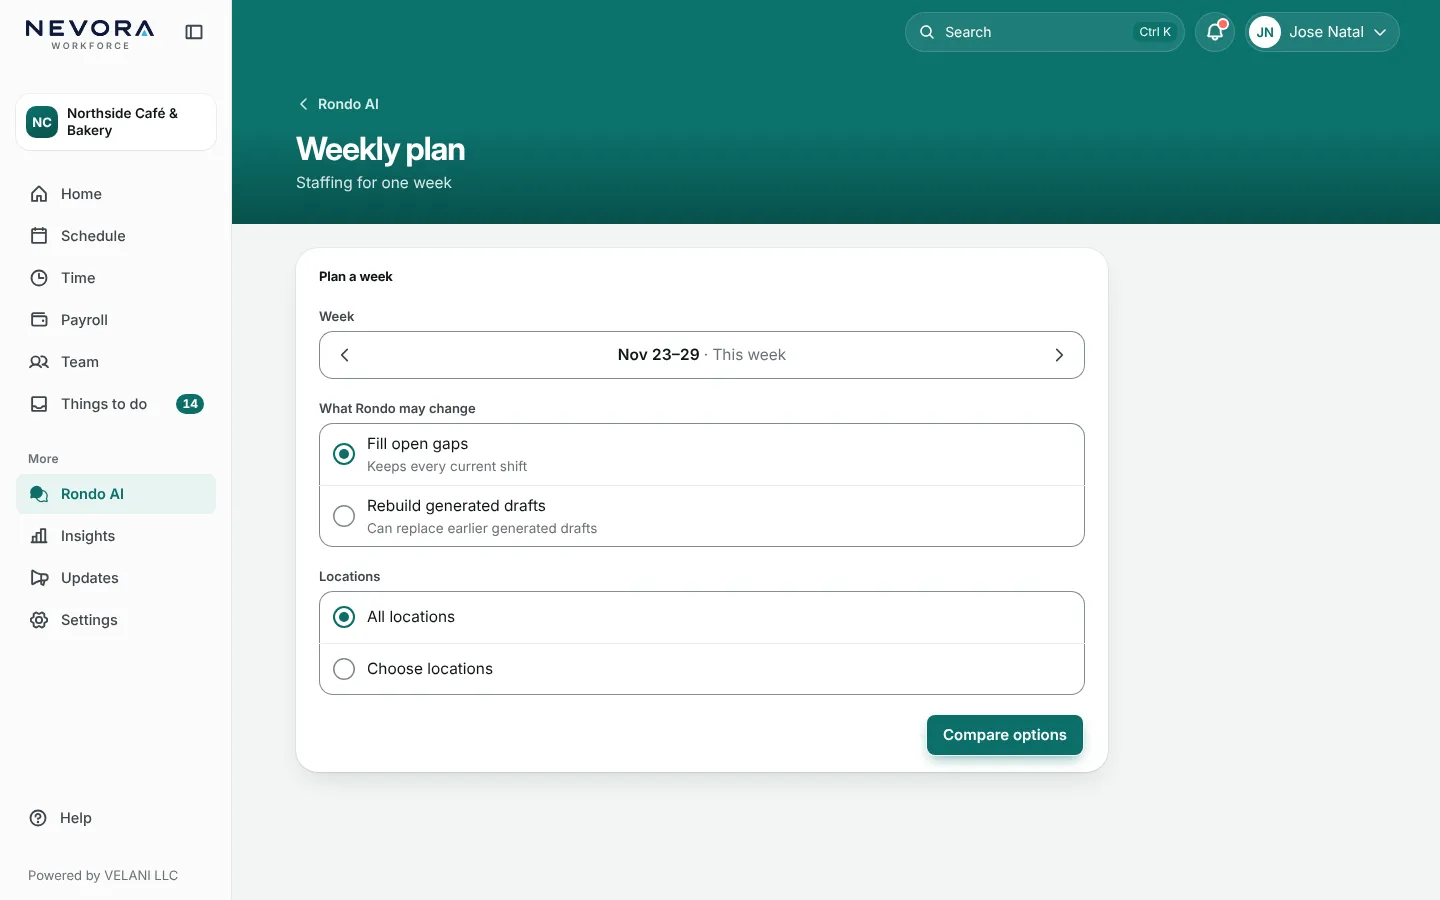 NEVORA
WORKFORCE
Search
Ctrl K
JN
Jose Natal
NC
Northside Café &
Bakery
Home
Schedule
Time
Payroll
Team
Things to do
14
More
Rondo AI
Insights
Updates
Settings
Help
Powered by VELANI LLC
Rondo AI
Weekly plan
Staffing for one week
Plan a week
Week
Nov 23–29 · This week
What Rondo may change
Fill open gaps
Keeps every current shift
Rebuild generated drafts
Can replace earlier generated drafts
Locations
All locations
Choose locations
Compare options